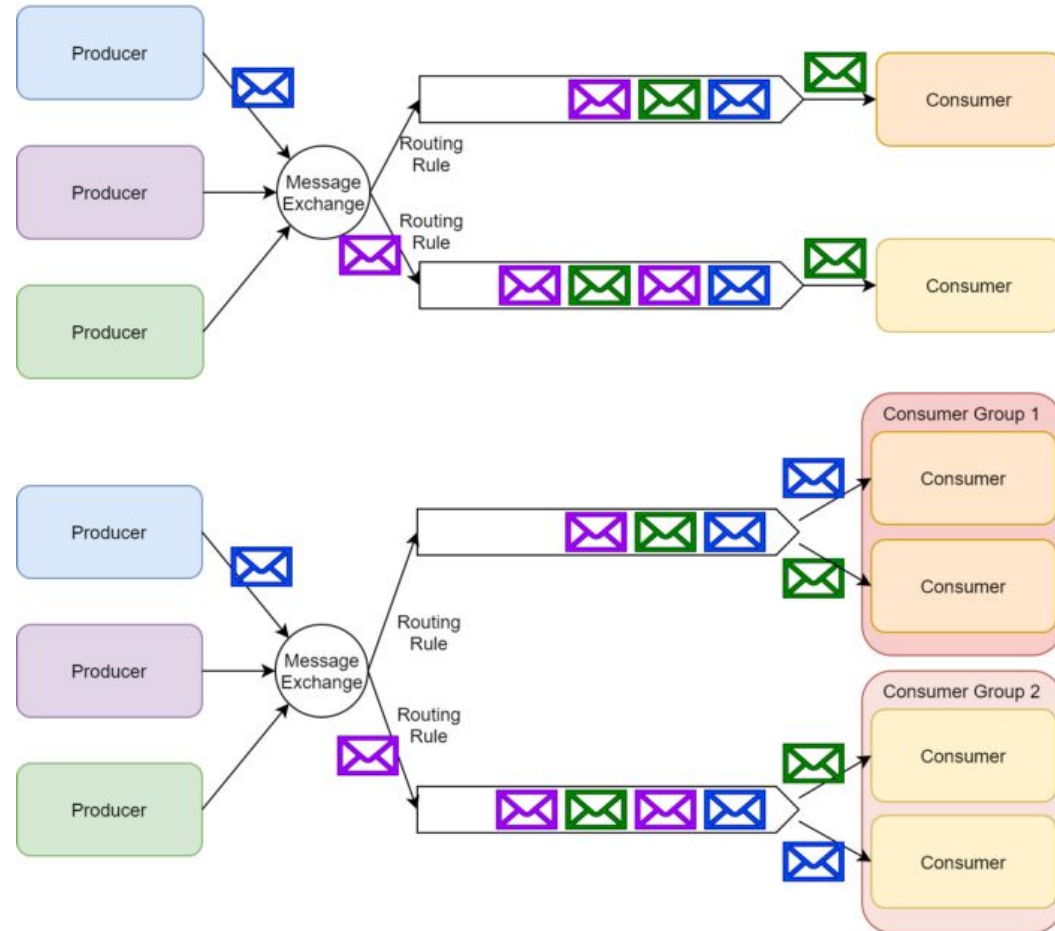 Producer
Producer
Producer
Message
Exchange
Routing
Rule
Routing
Rule
Consumer
Consumer
Producer
Producer
Producer
Message
Exchange
Routing
Rule
Routing
Rule
Consumer Group 1
Consumer
Consumer
Consumer Group 2
Consumer
Consumer